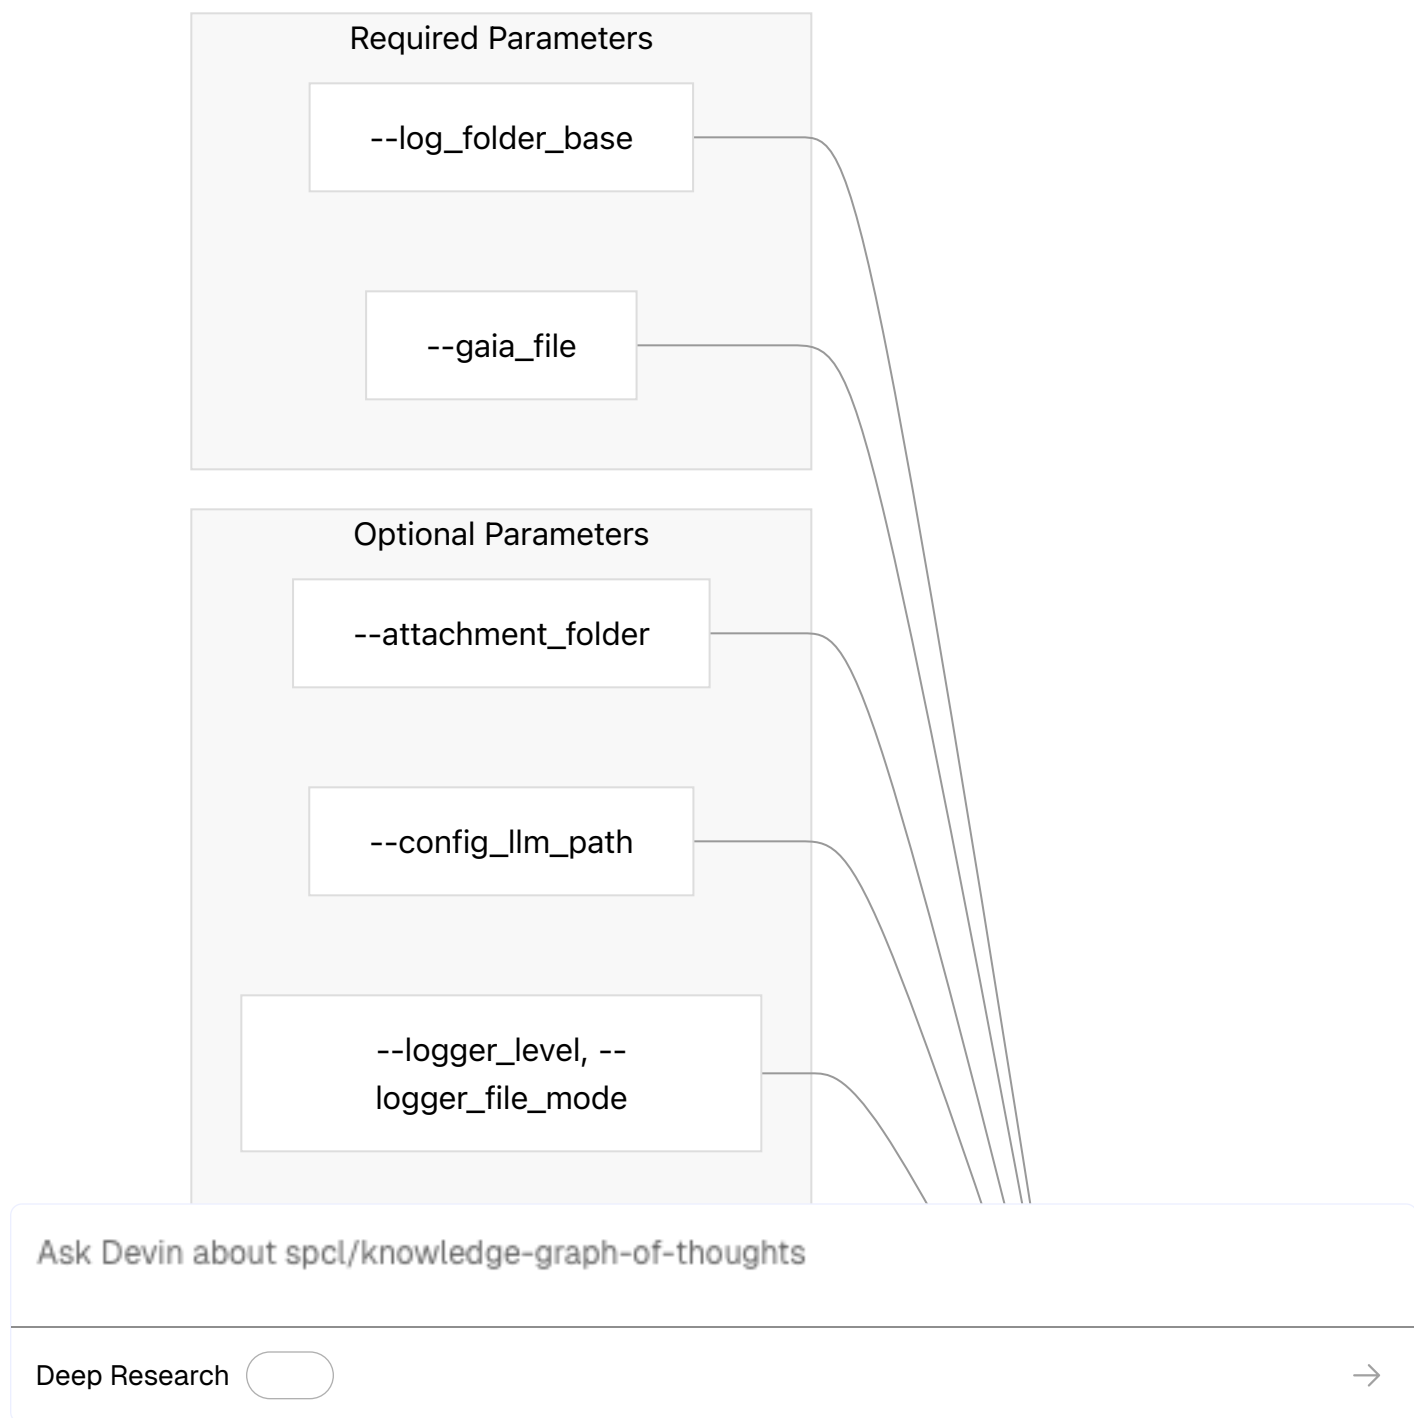 Required Parameters
--log_folder_base
--gaia_file
Optional Parameters
--attachment_folder
--config_llm_path
--logger_level, --
logger_file_mode
Ask Devin about spcl/knowledge-graph-of-thoughts
Deep Research